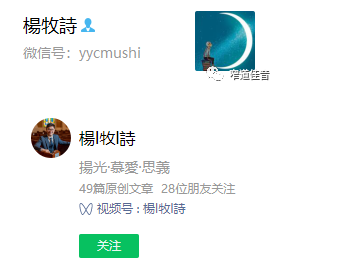 楊牧詩
微信号：yycmushi
窄道佳音
楊l牧l詩
揚光·慕愛·思義
49篇原创文章 28位朋友关注
视频号：楊l牧l詩
关注